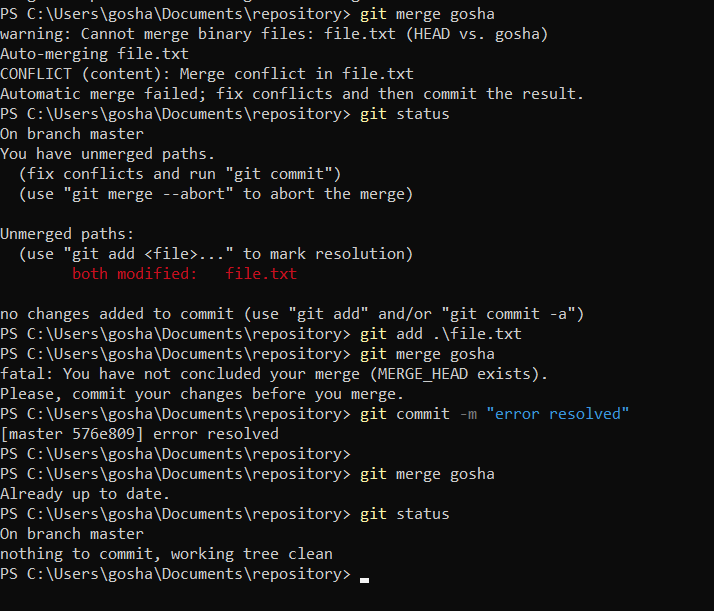 PS C:\Users\gosha\Documents\repository> git merge gosha
warning: Cannot merge binary files: file.txt (HEAD vs. gosha)
Auto-merging file.txt
CONFLICT (content): Merge conflict in file.txt
Automatic merge failed; fix conflicts and then commit the result.
PS C:\Users\gosha\Documents\repository> git status
On branch master
You have unmerged paths.
  (fix conflicts and run "git commit")
  (use "git merge --abort" to abort the merge)

Unmerged paths:
  (use "git add <file>..." to mark resolution)
        both modified:   file.txt

no changes added to commit (use "git add" and/or "git commit -a")
PS C:\Users\gosha\Documents\repository> git add .\file.txt
PS C:\Users\gosha\Documents\repository> git merge gosha
fatal: You have not concluded your merge (MERGE_HEAD exists).
Please, commit your changes before you merge.
PS C:\Users\gosha\Documents\repository> git commit -m "error resolved"
[master 576e809] error resolved
PS C:\Users\gosha\Documents\repository>
PS C:\Users\gosha\Documents\repository> git merge gosha
Already up to date.
PS C:\Users\gosha\Documents\repository> git status
On branch master
nothing to commit, working tree clean
PS C:\Users\gosha\Documents\repository>